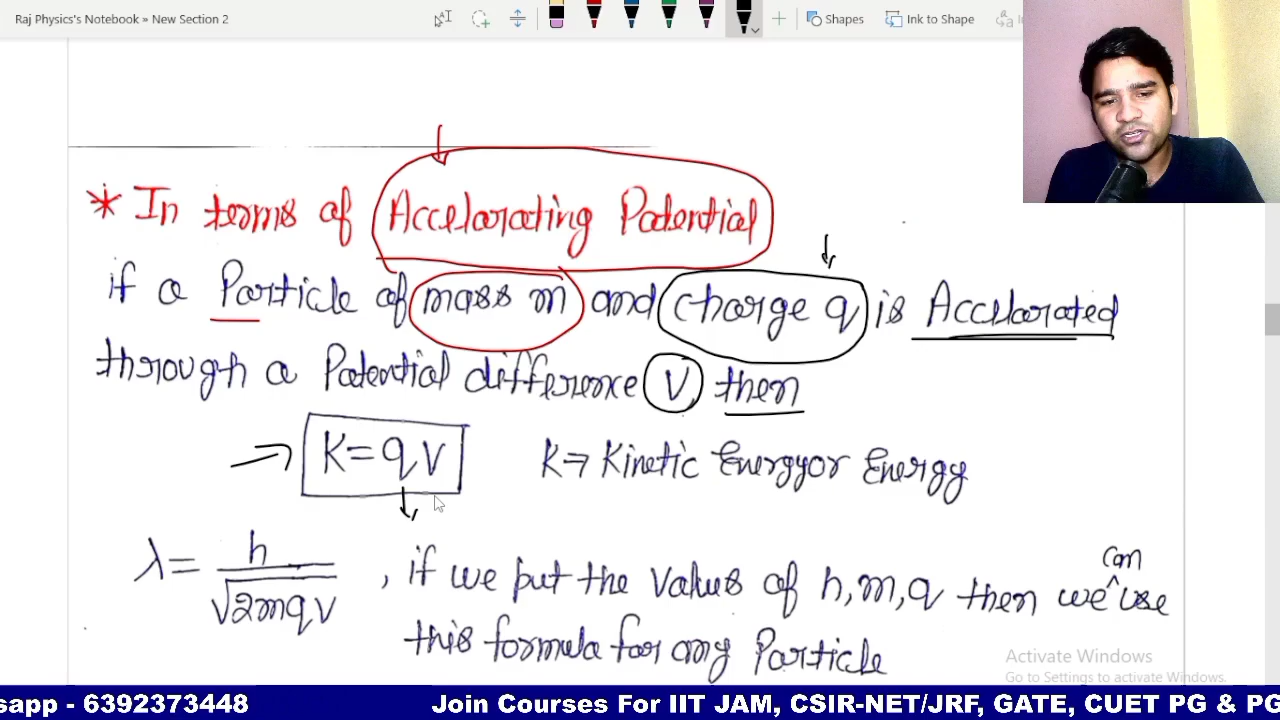 Raj Physics's Notebook » New Section 2
Shapes
Ink to Shape
* In terms of Accelarating Potential
if a Particle of mass m and charge q is Accelarated
through a Potential difference V, then
K = qV K → Kinetic Energy or Energy
λ = h / √2mqV , if we put the Values of h, m, q then we can use
this formula for any Particle
Activate Windows
Go to Settings to activate Windows.
sapp - 6392373448 Join Courses For IIT JAM, CSIR-NET/JRF, GATE, CUET PG & PG